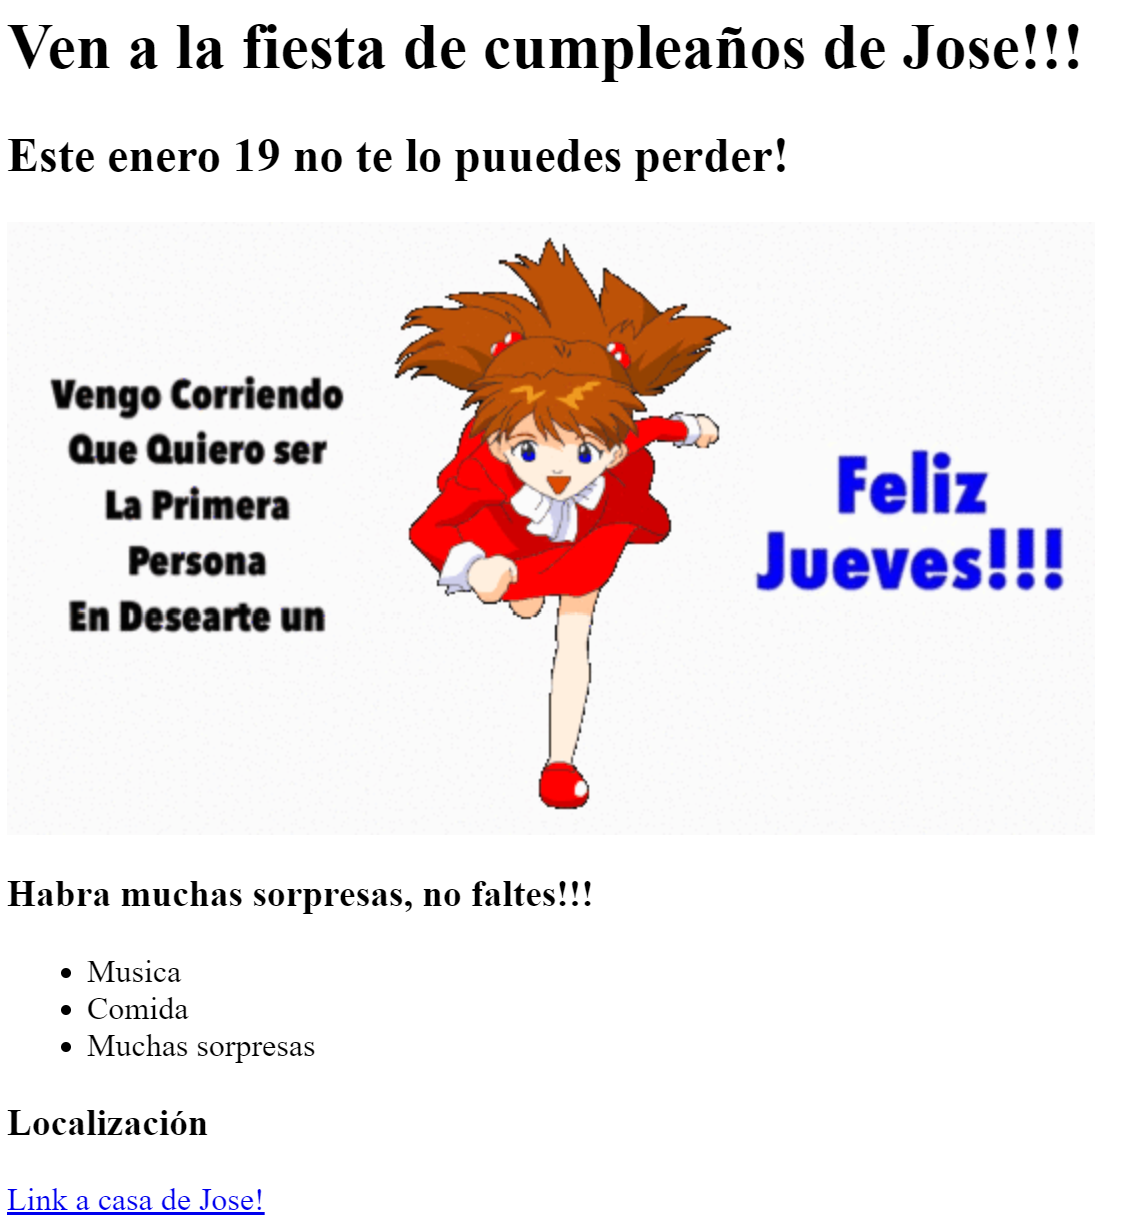 Ven a la fiesta de cumpleaños de Jose!!!
Este enero 19 no te lo puuedes perder!
Vengo Corriendo
Que Quiero ser
La Primera
Persona
En Desearte un
Feliz
Jueves!!!
Habra muchas sorpresas, no faltes!!!
Musica
Comida
Muchas sorpresas
Localización
Link a casa de Jose!